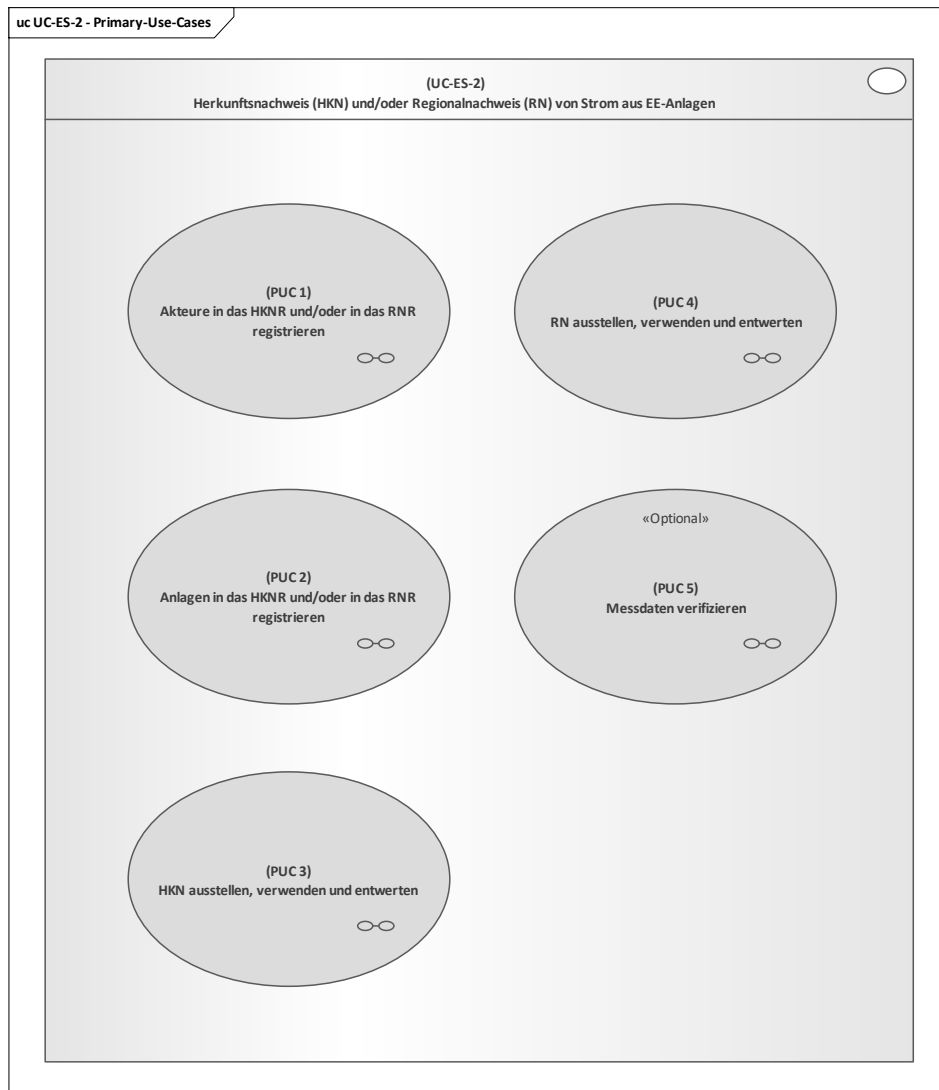 uc UC-ES-2 - Primary-Use-Cases
(UC-ES-2)
Herkunftsnachweis (HKN) und/oder Regionalnachweis (RN) von Strom aus EE-Anlagen
(PUC 1)
Akteure in das HKNR und/oder in das RNR
registrieren
(PUC 4)
RN ausstellen, verwenden und entwerten
(PUC 2)
Anlagen in das HKNR und/oder in das RNR
registrieren
«Optional»
(PUC 5)
Messdaten verifizieren
(PUC 3)
HKN ausstellen, verwenden und entwerten